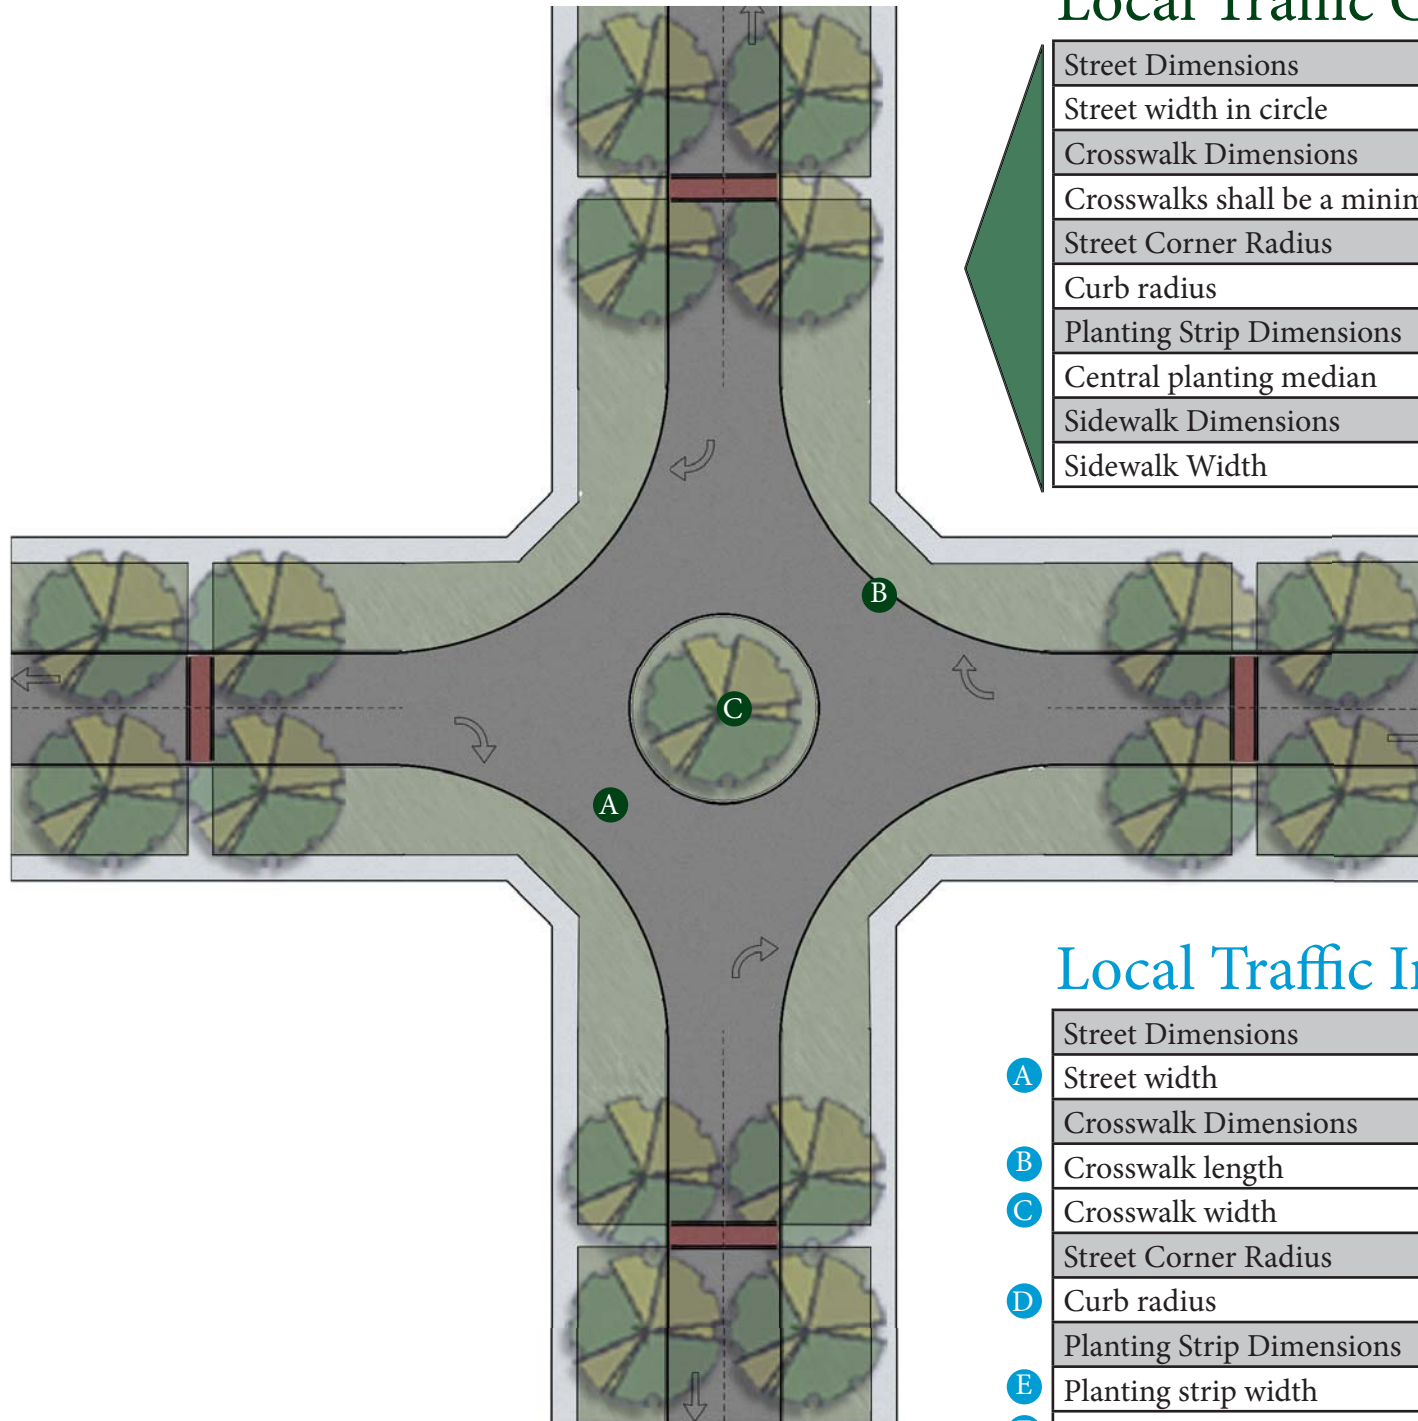 Local Traffic
Street Dimensions
Street width in circle
Crosswalk Dimensions
Crosswalks shall be a
Street Corner Radius
Curb radius
Planting Strip Dimensions
Central planting median
Sidewalk Dimensions
Sidewalk Width
B
C
A
Local Traffic
Street Dimensions
A Street width
Crosswalk Dimensions
B Crosswalk length
C Crosswalk width
Street Corner Radius
D Curb radius
Planting Strip Dimensions
E Planting strip width